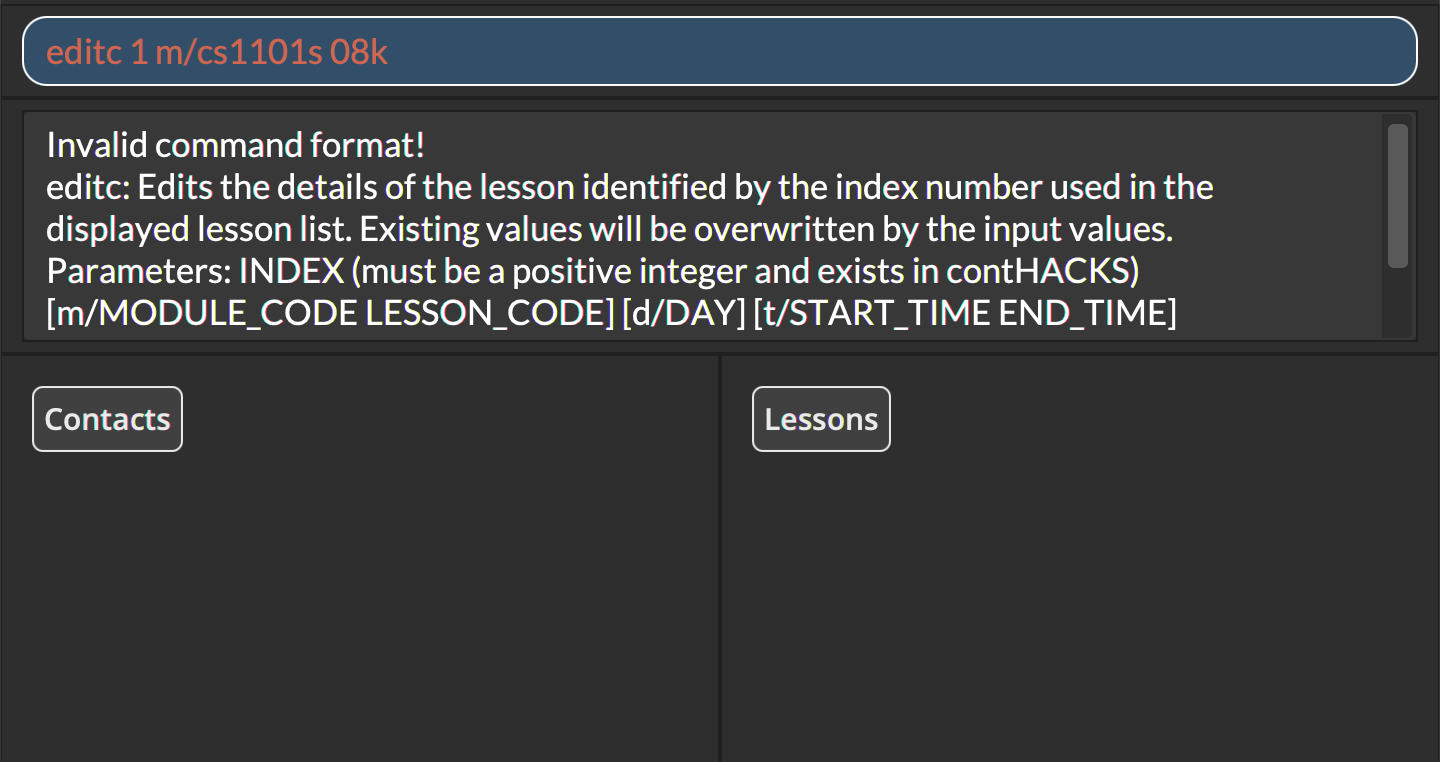 editc 1 m/cs1101s 08k
Invalid command format!
editc: Edits the details of the lesson identified by the index number used in the
displayed lesson list. Existing values will be overwritten by the input values.
Parameters: INDEX (must be a positive integer and exists in contHACKS)
[m/MODULE_CODE LESSON_CODE] [d/DAY] [t/START_TIME END_TIME]
Contacts
Lessons